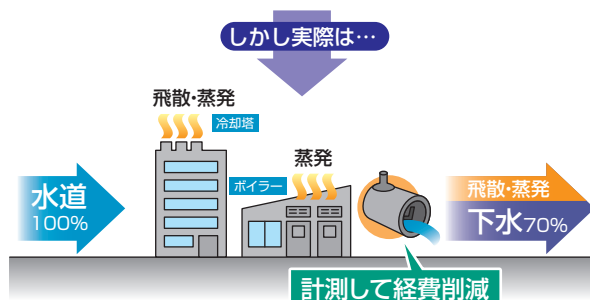 しかし実際は…
飛散・蒸発
冷却塔
蒸発
ボイラー
水道
100%
飛散・蒸発
下水70%
計測して経費削減